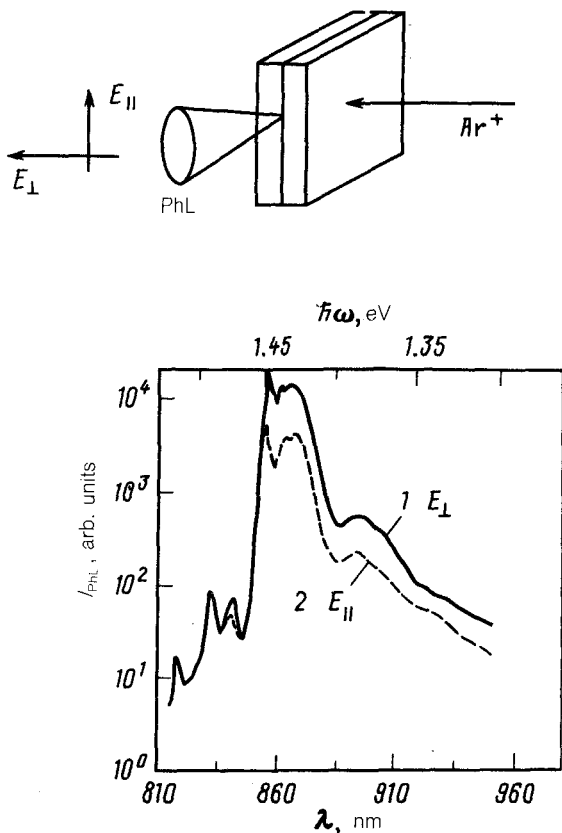 E||
E⊥
PhL
Ar⁺
ħω, eV
1.45
1.35
I_PhL, arb. units
10⁴
10³
10²
10¹
10⁰
1 E⊥
2 E||
810
860
910
960
λ, nm